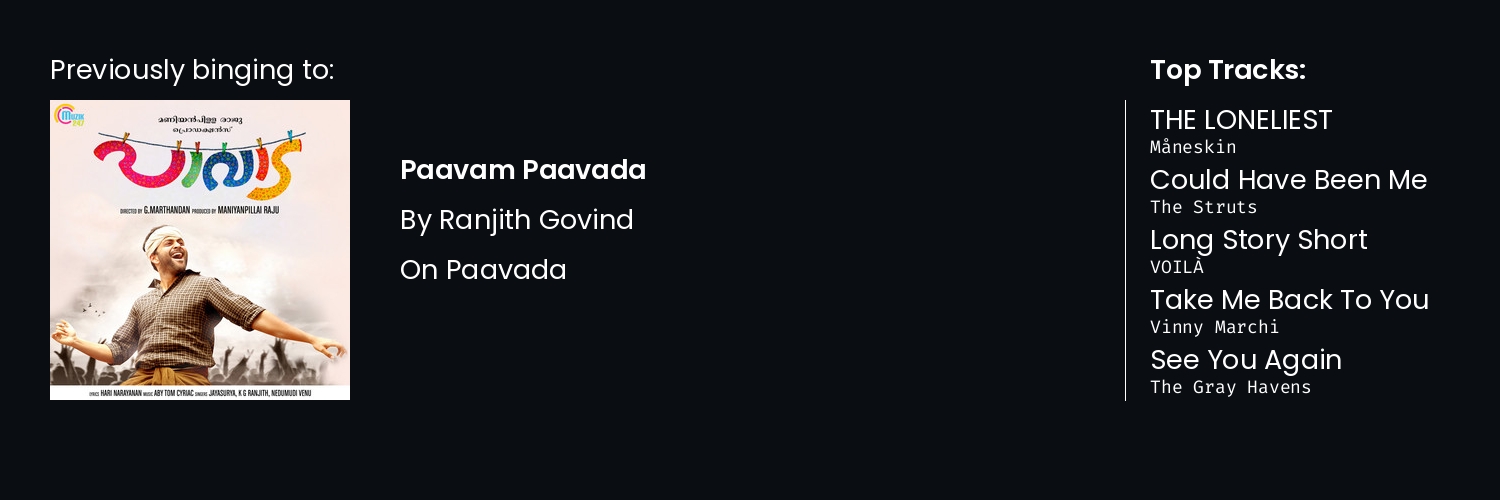 Previously binging to:
MUZIK
247
മണിയൻപിള്ള രാജു
പ്രൊഡക്ഷൻസ്
പാവാട
DIRECTED BY G.MARTHANDAN PRODUCED BY MANIYANPILLAI RAJU
LYRICS HARI NARAYANAN MUSIC ABY TOM CYRIAC SINGERS JAYASURYA, K G RANJITH, NEDUMUDI VENU
Paavam Paavada
By Ranjith Govind
On Paavada
Top Tracks:
THE LONELIEST
Måneskin
Could Have Been Me
The Struts
Long Story Short
VOILÀ
Take Me Back To You
Vinny Marchi
See You Again
The Gray Havens